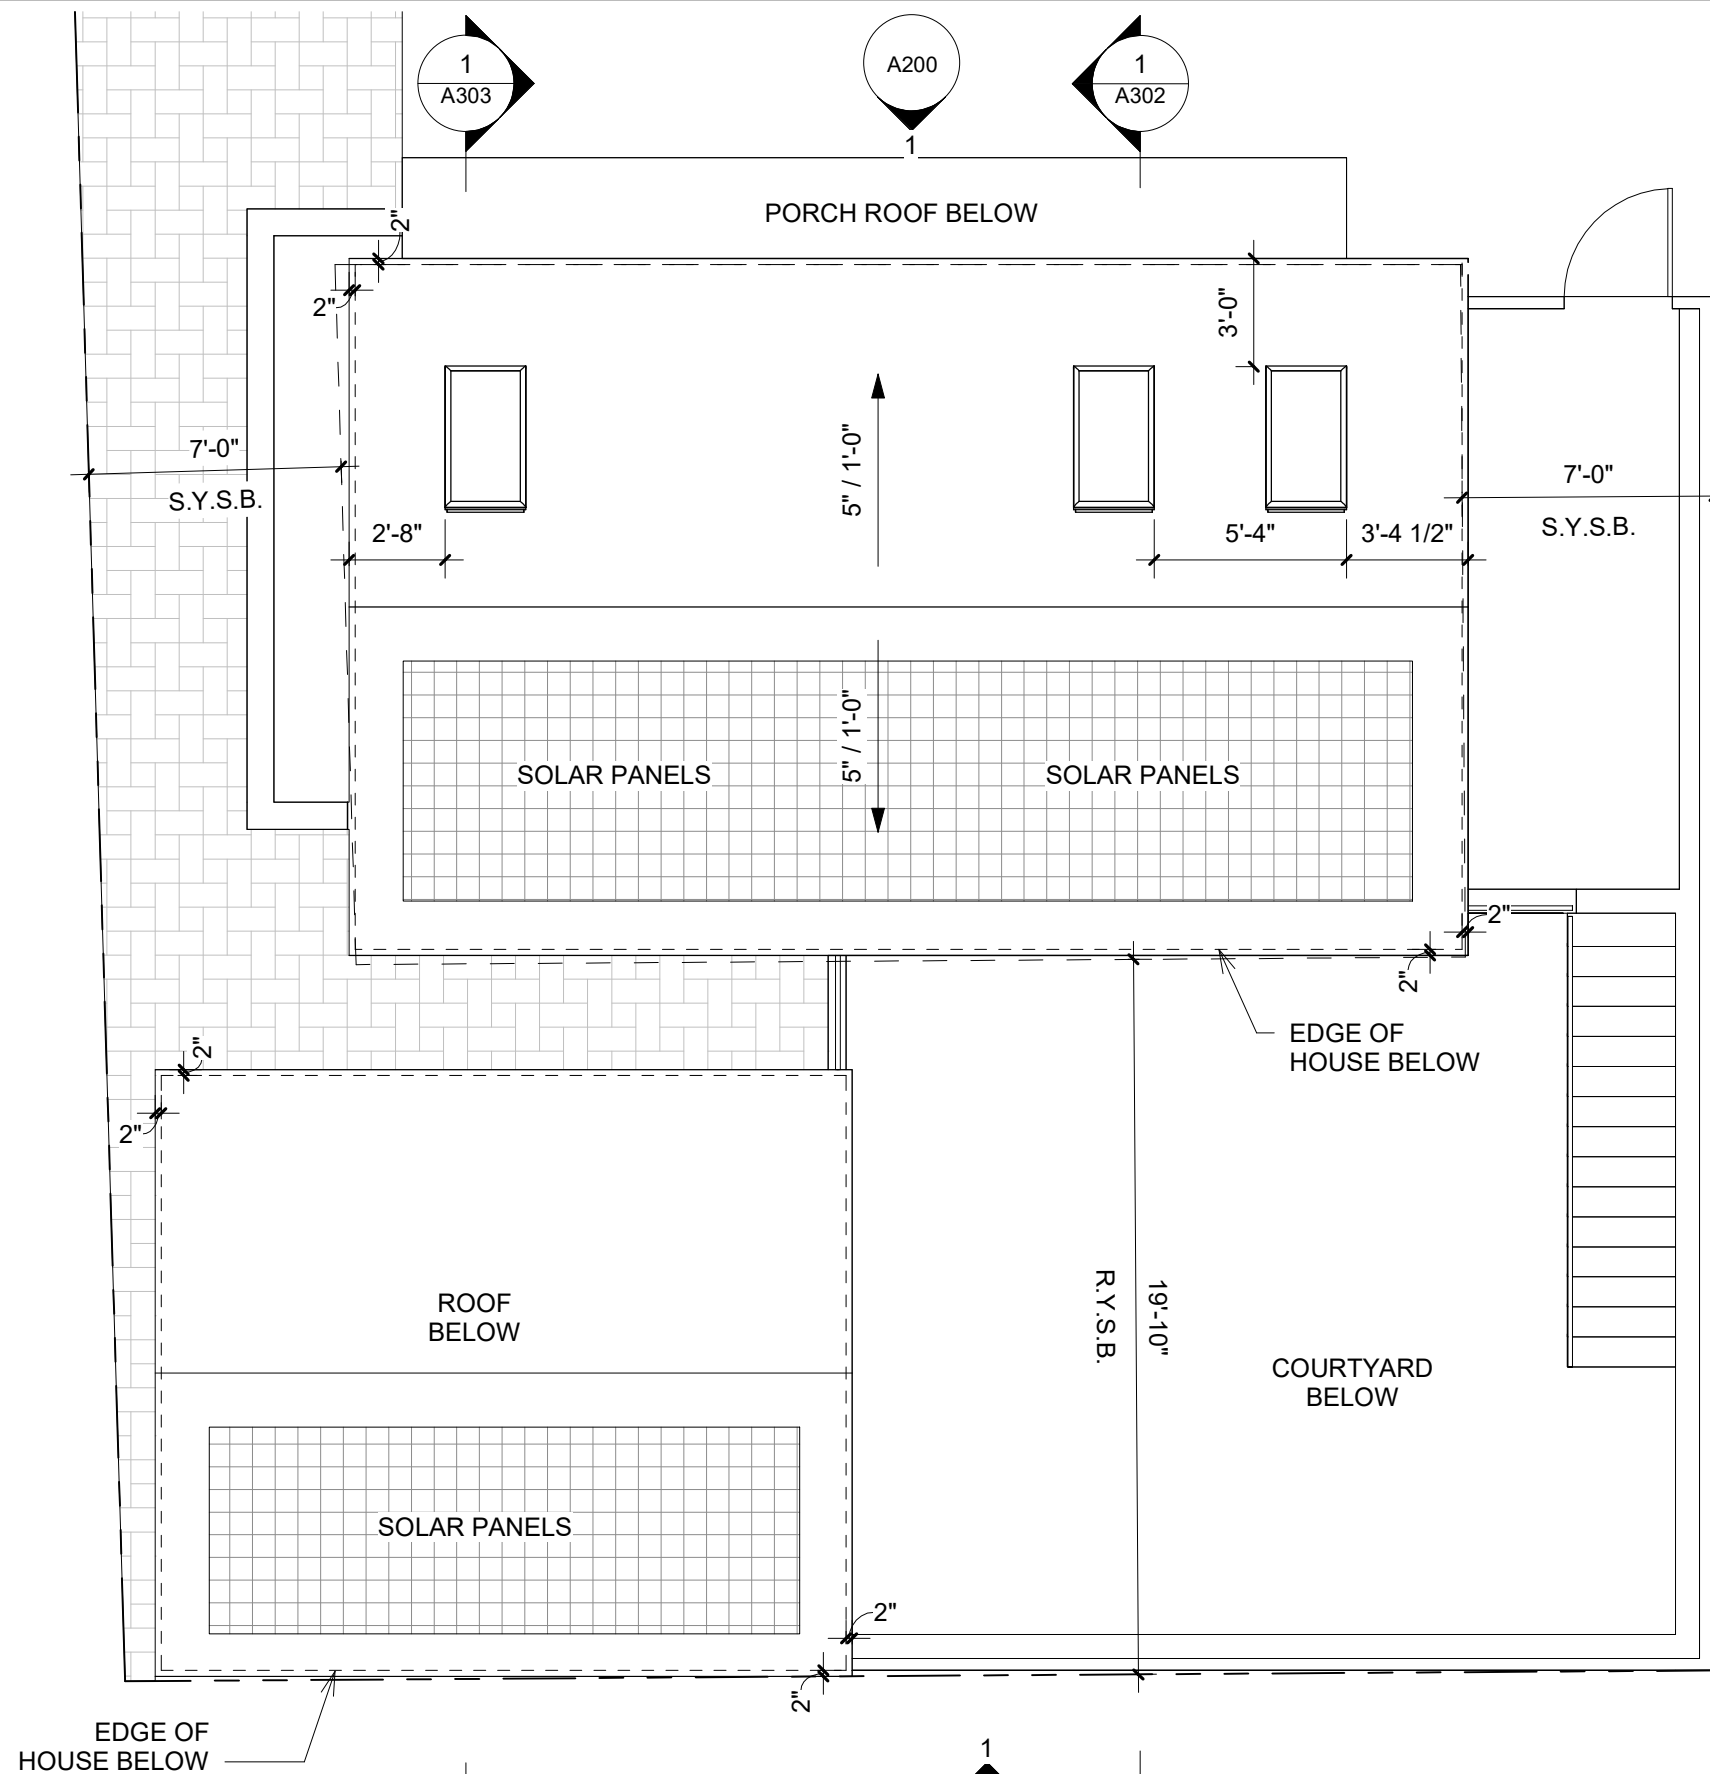 1
A303
A200
1
1
A302
PORCH ROOF BELOW
2"
2"
3'-0"
7'-0"
S.Y.S.B.
5" / 1'-0"
7'-0"
S.Y.S.B.
2'-8"
5'-4"
3'-4 1/2"
5" / 1'-0"
SOLAR PANELS
SOLAR PANELS
2"
2"
EDGE OF
HOUSE BELOW
2"
2"
ROOF
BELOW
R.Y.S.B.
19'-10"
COURTYARD
BELOW
SOLAR PANELS
2"
2"
EDGE OF
HOUSE BELOW
1